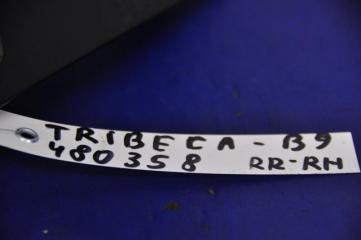 TRIBECA - B9
480358 RR-RH